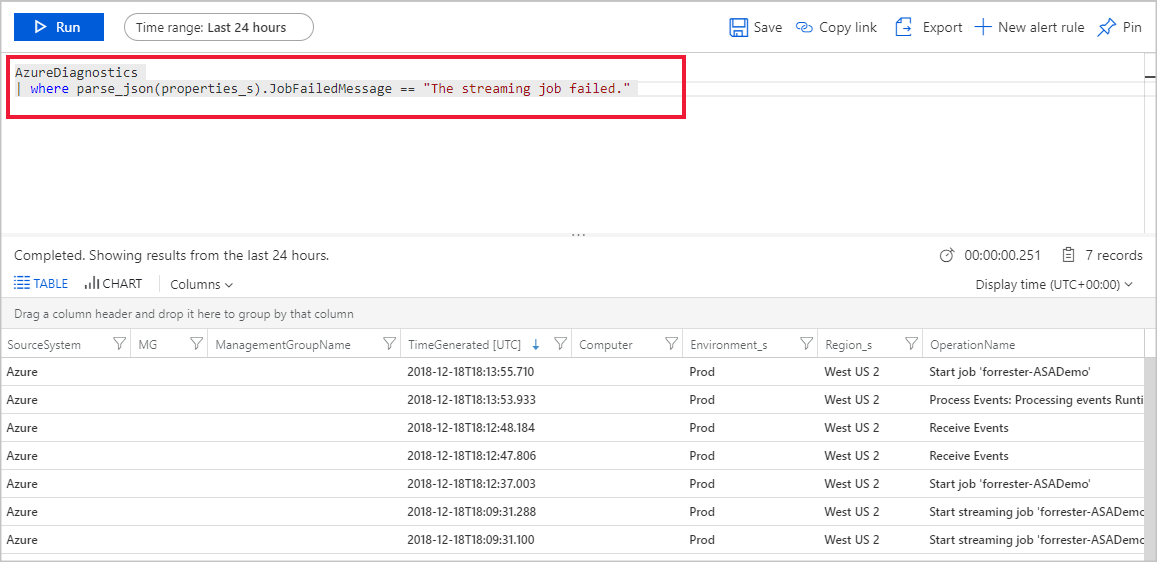 Run Time range: Last 24 hours Save Copy link Export New alert rule Pin
AzureDiagnostics
| where parse_json(properties_s).JobFailedMessage == "The streaming job failed."
...
Completed. Showing results from the last 24 hours. 00:00:00.251 7 records
TABLE CHART Columns Display time (UTC+00:00)
Drag a column header and drop it here to group by that column
SourceSystem MG ManagementGroupName TimeGenerated [UTC] Computer Environment_s Region_s OperationName
Azure 2018-12-18T18:13:55.710 Prod West US 2 Start job 'forrester-ASADemo'
Azure 2018-12-18T18:13:53.933 Prod West US 2 Process Events: Processing events Runti
Azure 2018-12-18T18:12:48.184 Prod West US 2 Receive Events
Azure 2018-12-18T18:12:47.806 Prod West US 2 Receive Events
Azure 2018-12-18T18:12:37.003 Prod West US 2 Start job 'forrester-ASADemo'
Azure 2018-12-18T18:09:31.288 Prod West US 2 Start streaming job 'forrester-ASADemo
Azure 2018-12-18T18:09:31.100 Prod West US 2 Start streaming job 'forrester-ASADemo